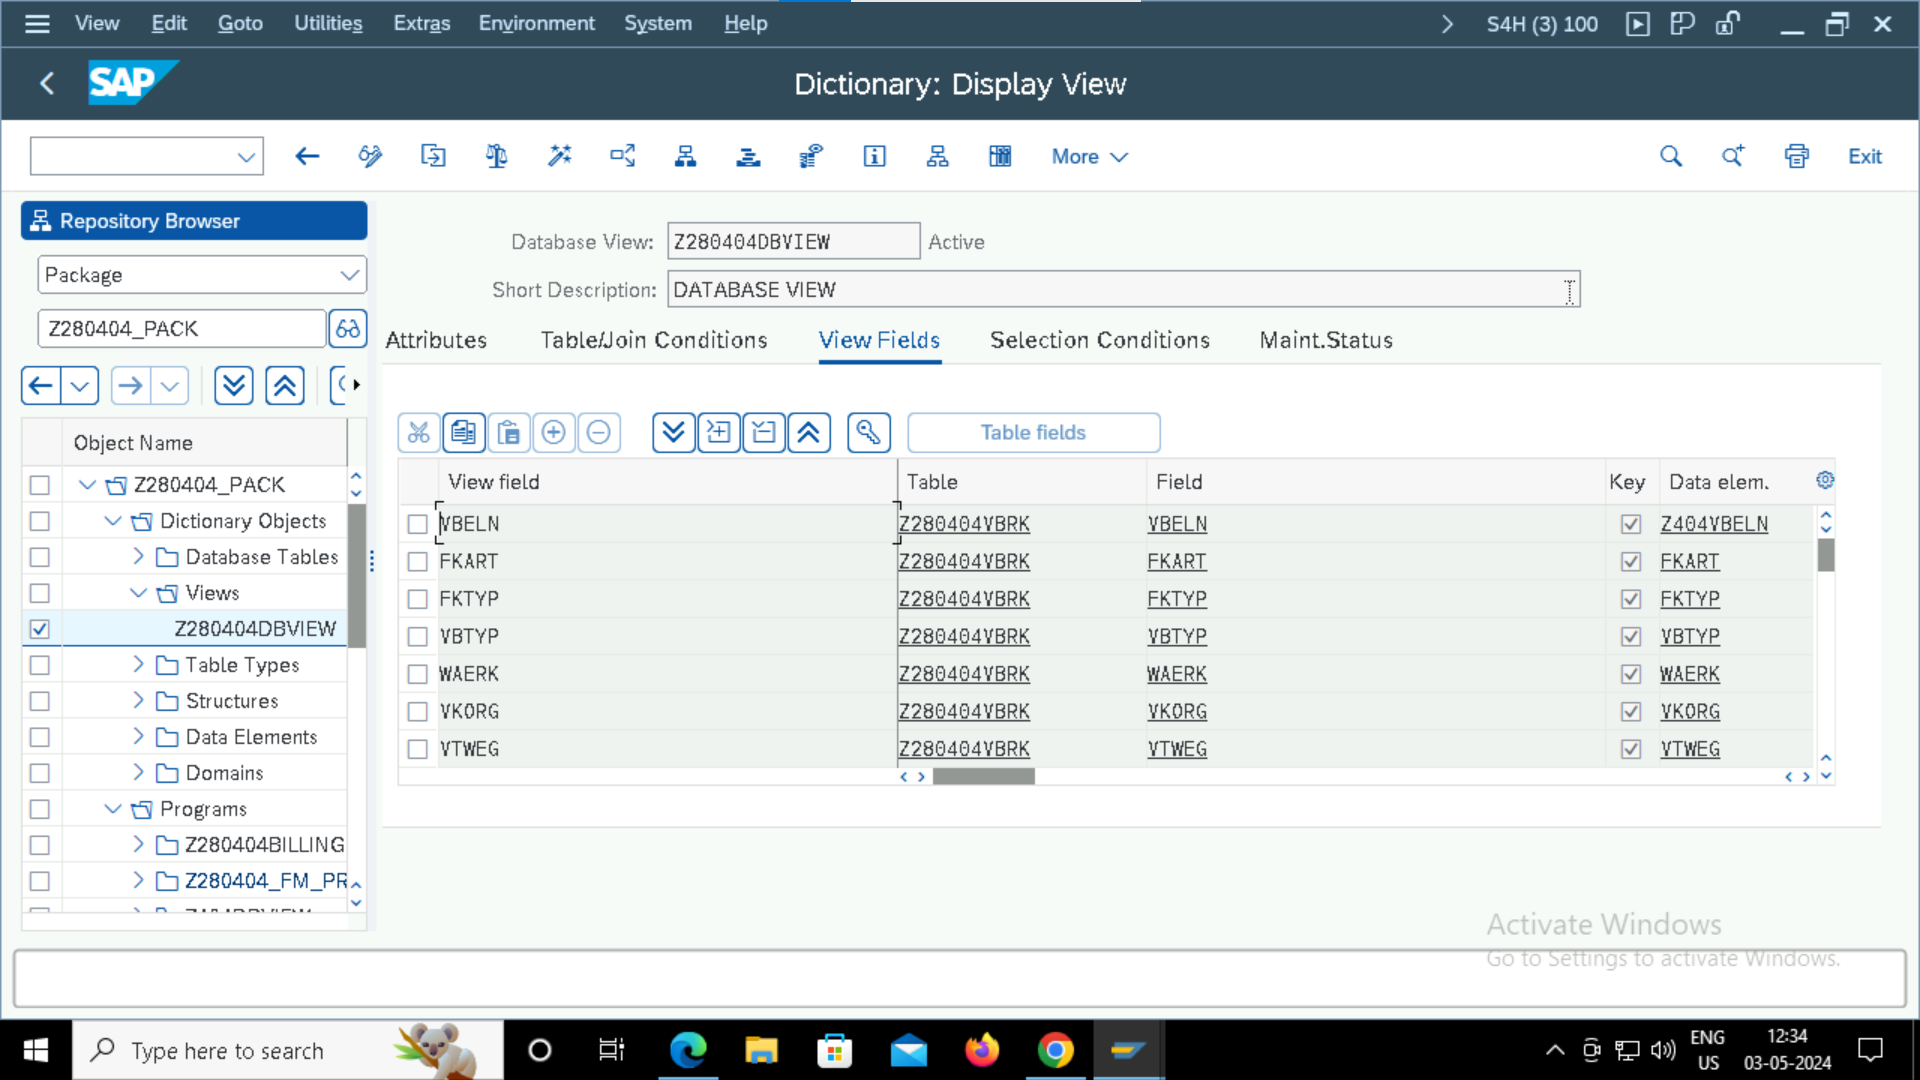 View Edit Goto Utilities Extras Environment System Help S4H (3) 100
SAP Dictionary: Display View
More Exit
Repository Browser
Package
Z280404_PACK
Object Name
Z280404_PACK
Dictionary Objects
Database Tables
Views
Z280404DBVIEW
Table Types
Structures
Data Elements
Domains
Programs
Z280404BILLING
Z280404_FM_PR
Database View: Z280404DBVIEW Active
Short Description: DATABASE VIEW
Attributes Table/Join Conditions View Fields Selection Conditions Maint.Status
Table fields
View field Table Field Key Data elem.
VBELN Z280404VBRK VBELN Z404VBELN
FKART Z280404VBRK FKART FKART
FKTYP Z280404VBRK FKTYP FKTYP
VBTYP Z280404VBRK VBTYP VBTYP
WAERK Z280404VBRK WAERK WAERK
VKORG Z280404VBRK VKORG VKORG
VTWEG Z280404VBRK VTWEG VTWEG
Activate Windows
Go to Settings to activate Windows.
Type here to search
ENG
US
12:34
03-05-2024